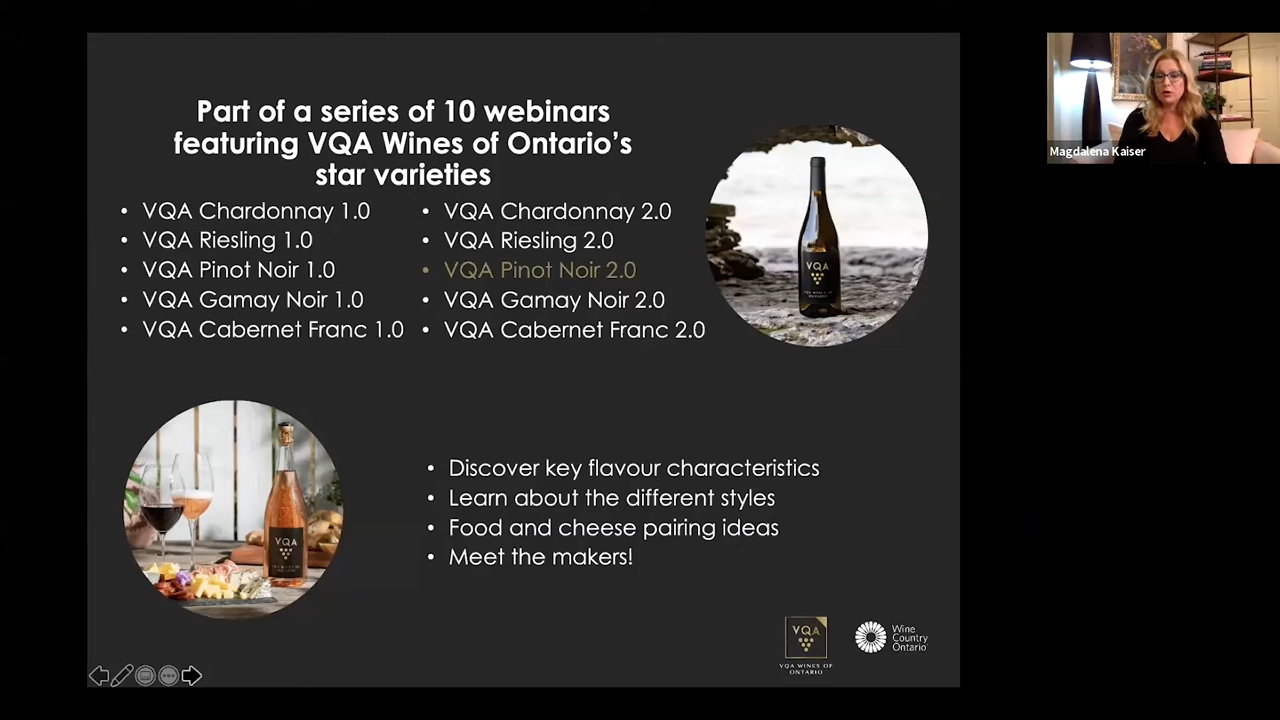 Part of a series of 10 webinars
featuring VQA Wines of Ontario's
star varieties
• VQA Chardonnay 1.0
• VQA Riesling 1.0
• VQA Pinot Noir 1.0
• VQA Gamay Noir 1.0
• VQA Cabernet Franc 1.0
• VQA Chardonnay 2.0
• VQA Riesling 2.0
• VQA Pinot Noir 2.0
• VQA Gamay Noir 2.0
• VQA Cabernet Franc 2.0
VQA
• Discover key flavour characteristics
• Learn about the different styles
• Food and cheese pairing ideas
• Meet the makers!
VQA
VQA
VQA WINES OF
ONTARIO
Wine
Country
Ontario
Magdalena Kaiser